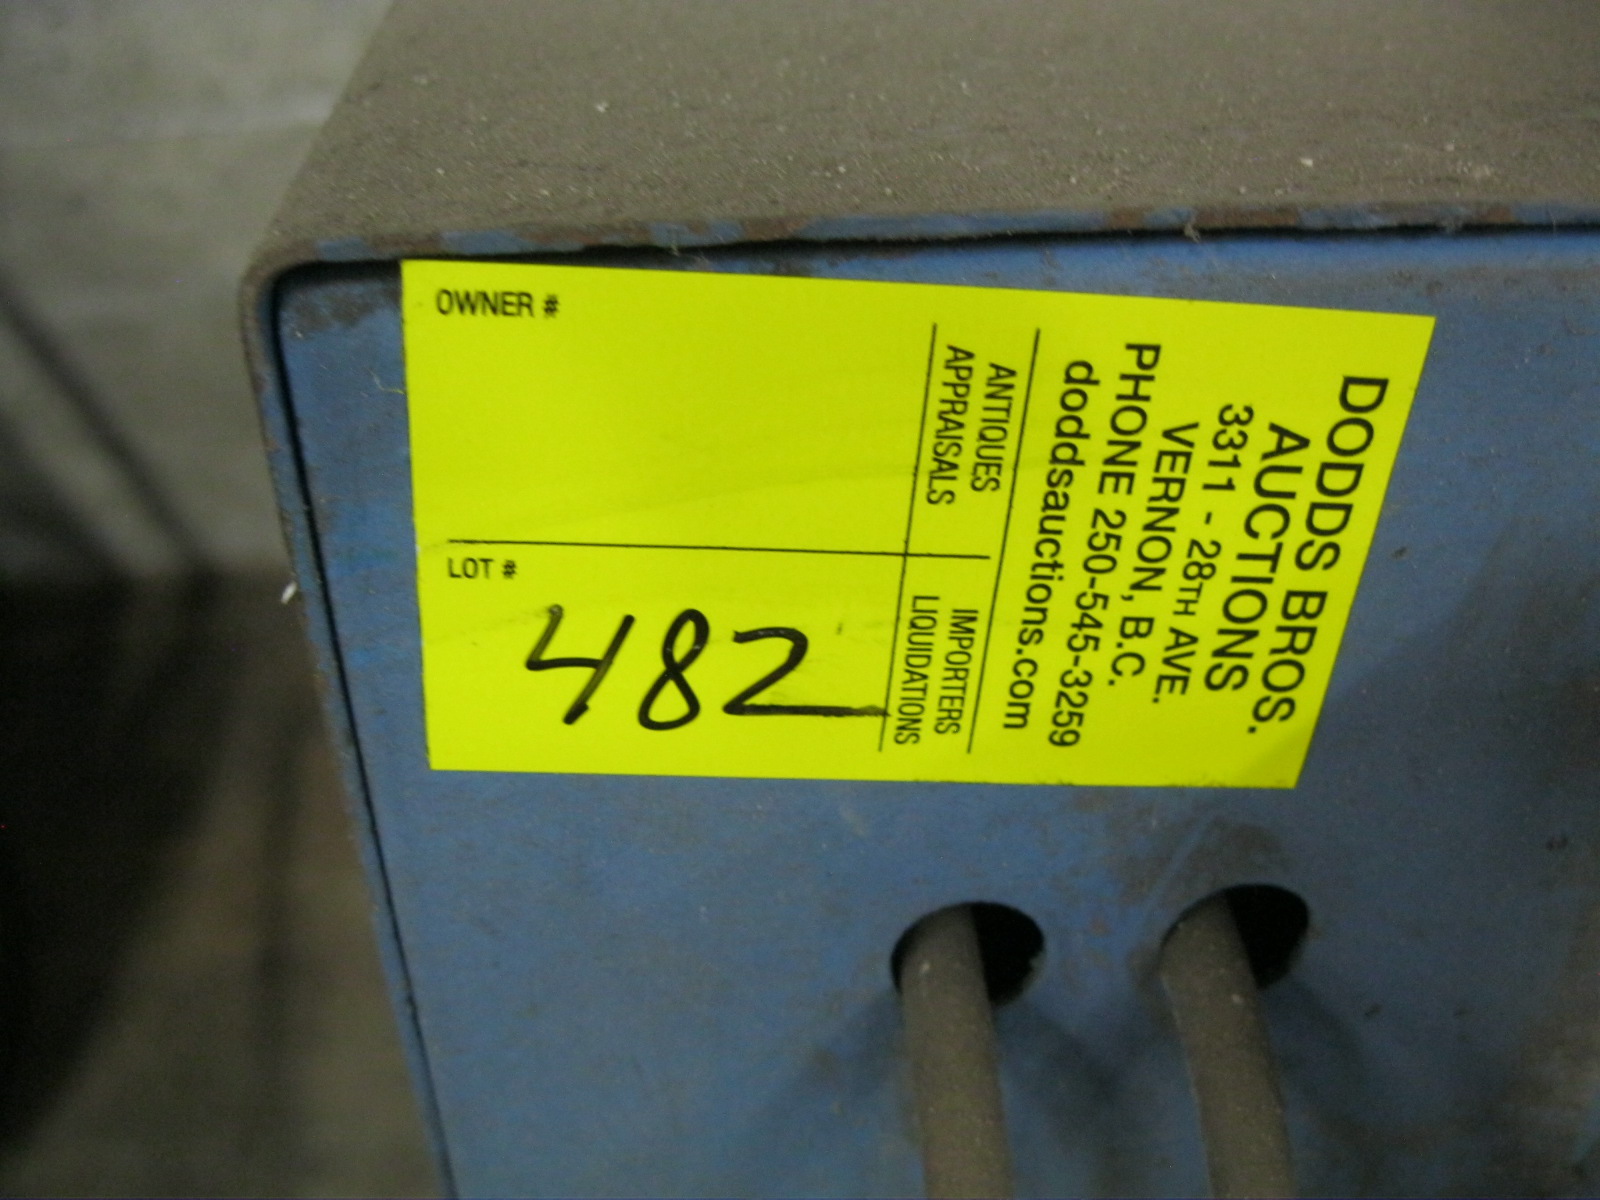 DODDS BROS.
AUCTIONS
3311 - 28TH AVE.
VERNON, B.C.
PHONE 250-545-3259
doddsauctions.com
ANTIQUES
APPRAISALS
IMPORTERS
LIQUIDATIONS
OWNER #
LOT #
482